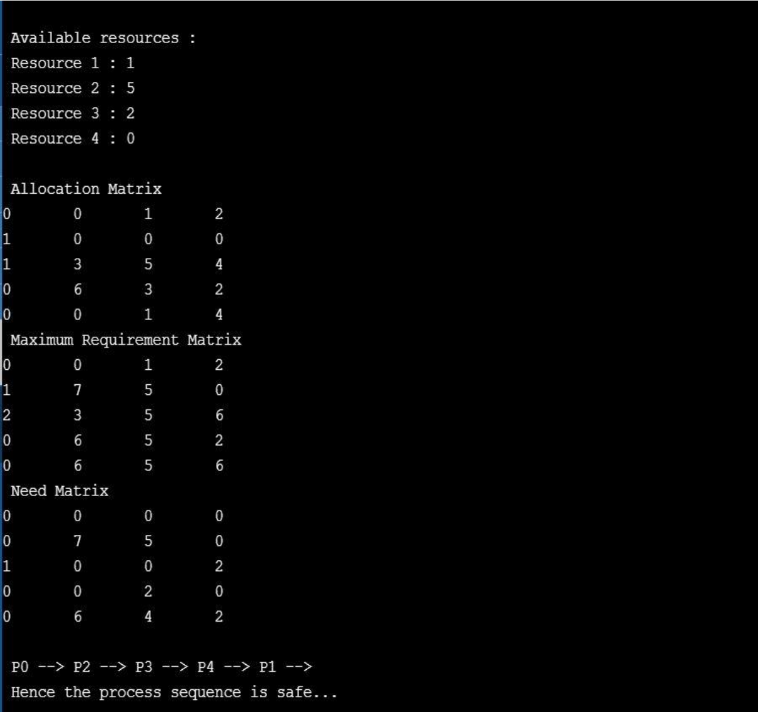 Available resources :
Resource 1 : 1
Resource 2 : 5
Resource 3 : 2
Resource 4 : 0
Allocation Matrix
0 0 1 2
1 0 0 0
1 3 5 4
0 6 3 2
0 0 1 4
Maximum Requirement Matrix
0 0 1 2
1 7 5 0
2 3 5 6
0 6 5 2
0 6 5 6
Need Matrix
0 0 0 0
0 7 5 0
1 0 0 2
0 0 2 0
0 6 4 2
P0 --> P2 --> P3 --> P4 --> P1 -->
Hence the process sequence is safe...